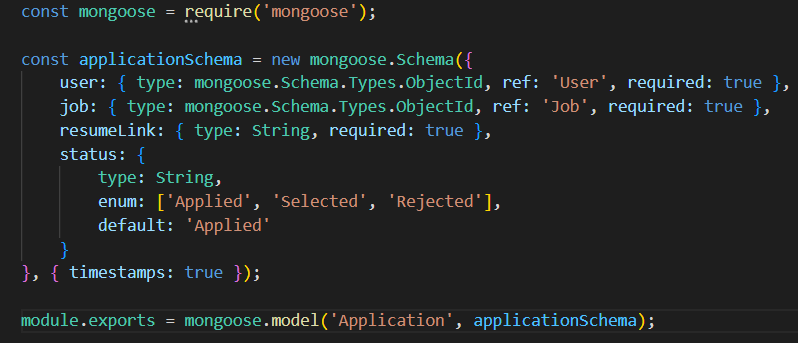 const mongoose = require('mongoose');
const applicationSchema = new mongoose.Schema({
    user: { type: mongoose.Schema.Types.ObjectId, ref: 'User', required: true },
    job: { type: mongoose.Schema.Types.ObjectId, ref: 'Job', required: true },
    resumeLink: { type: String, required: true },
    status: {
        type: String,
        enum: ['Applied', 'Selected', 'Rejected'],
        default: 'Applied'
    }
}, { timestamps: true });
module.exports = mongoose.model('Application', applicationSchema);